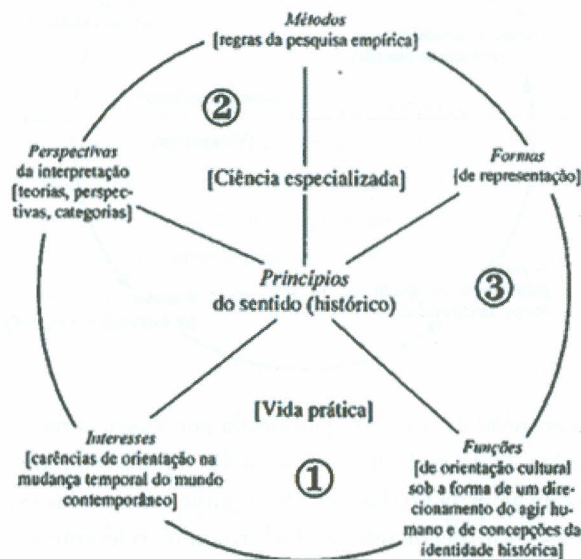 Métodos
[regras da pesquisa empírica]
②
Perspectivas
da interpretação
[teorias, perspec-
tivas, categorias]
[Ciência especializada]
Formas
[de representação]
Princípios
do sentido (histórico)
③
[Vida prática]
Interesses
[carências de orientação na
mudança temporal do mundo
contemporâneo]
①
Funções
[de orientação cultural
sob a forma de um dire-
cionamento do agir hu-
mano e de concepções da
identidade histórica]